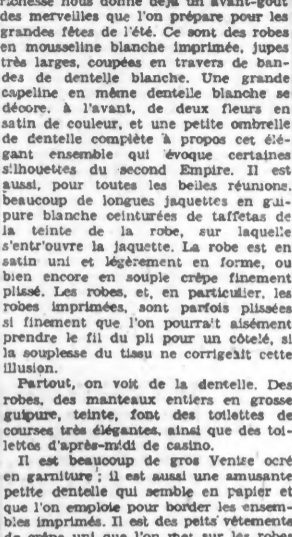 richesse nous donne déjà un avant-goût
des merveilles que l'on prépare pour les
grandes fêtes de l'été. Ce sont des robes
en mousseline blanche imprimée, jupes
très larges, coupées en travers de ban-
des de dentelle blanche. Une grande
capeline en même dentelle blanche se
décore, à l'avant, de deux fleurs en
satin de couleur, et une petite ombrelle
de dentelle complète à propos cet élé-
gant ensemble qui évoque certaines
silhouettes du second Empire. Il est
aussi, pour toutes les belles réunions,
beaucoup de longues jaquettes en gui-
pure blanche ceinturées de taffetas de
la teinte de la robe, sur laquelle
s'entr'ouvre la jaquette. La robe est en
satin uni et légèrement en forme, ou
bien encore en souple crêpe finement
plissé. Les robes, et, en particulier, les
robes imprimées, sont parfois plissées
si finement que l'on pourrait aisément
prendre le fil du pli pour un côtelé, si
la souplesse du tissu ne corrigeait cette
illusion.
Partout, on voit de la dentelle. Des
robes, des manteaux entiers en grosse
guipure, teinte, font des toilettes de
courses très élégantes, ainsi que des toi-
lettes d'après-midi de casino.
Il est beaucoup de gros Venise ocré
en garniture ; il est aussi une amusante
petite dentelle qui semble en papier et
que l'on emploie pour border les ensem-
bles imprimés. Il est des peits vêtements
de crêpe uni que l'on met sur les robes